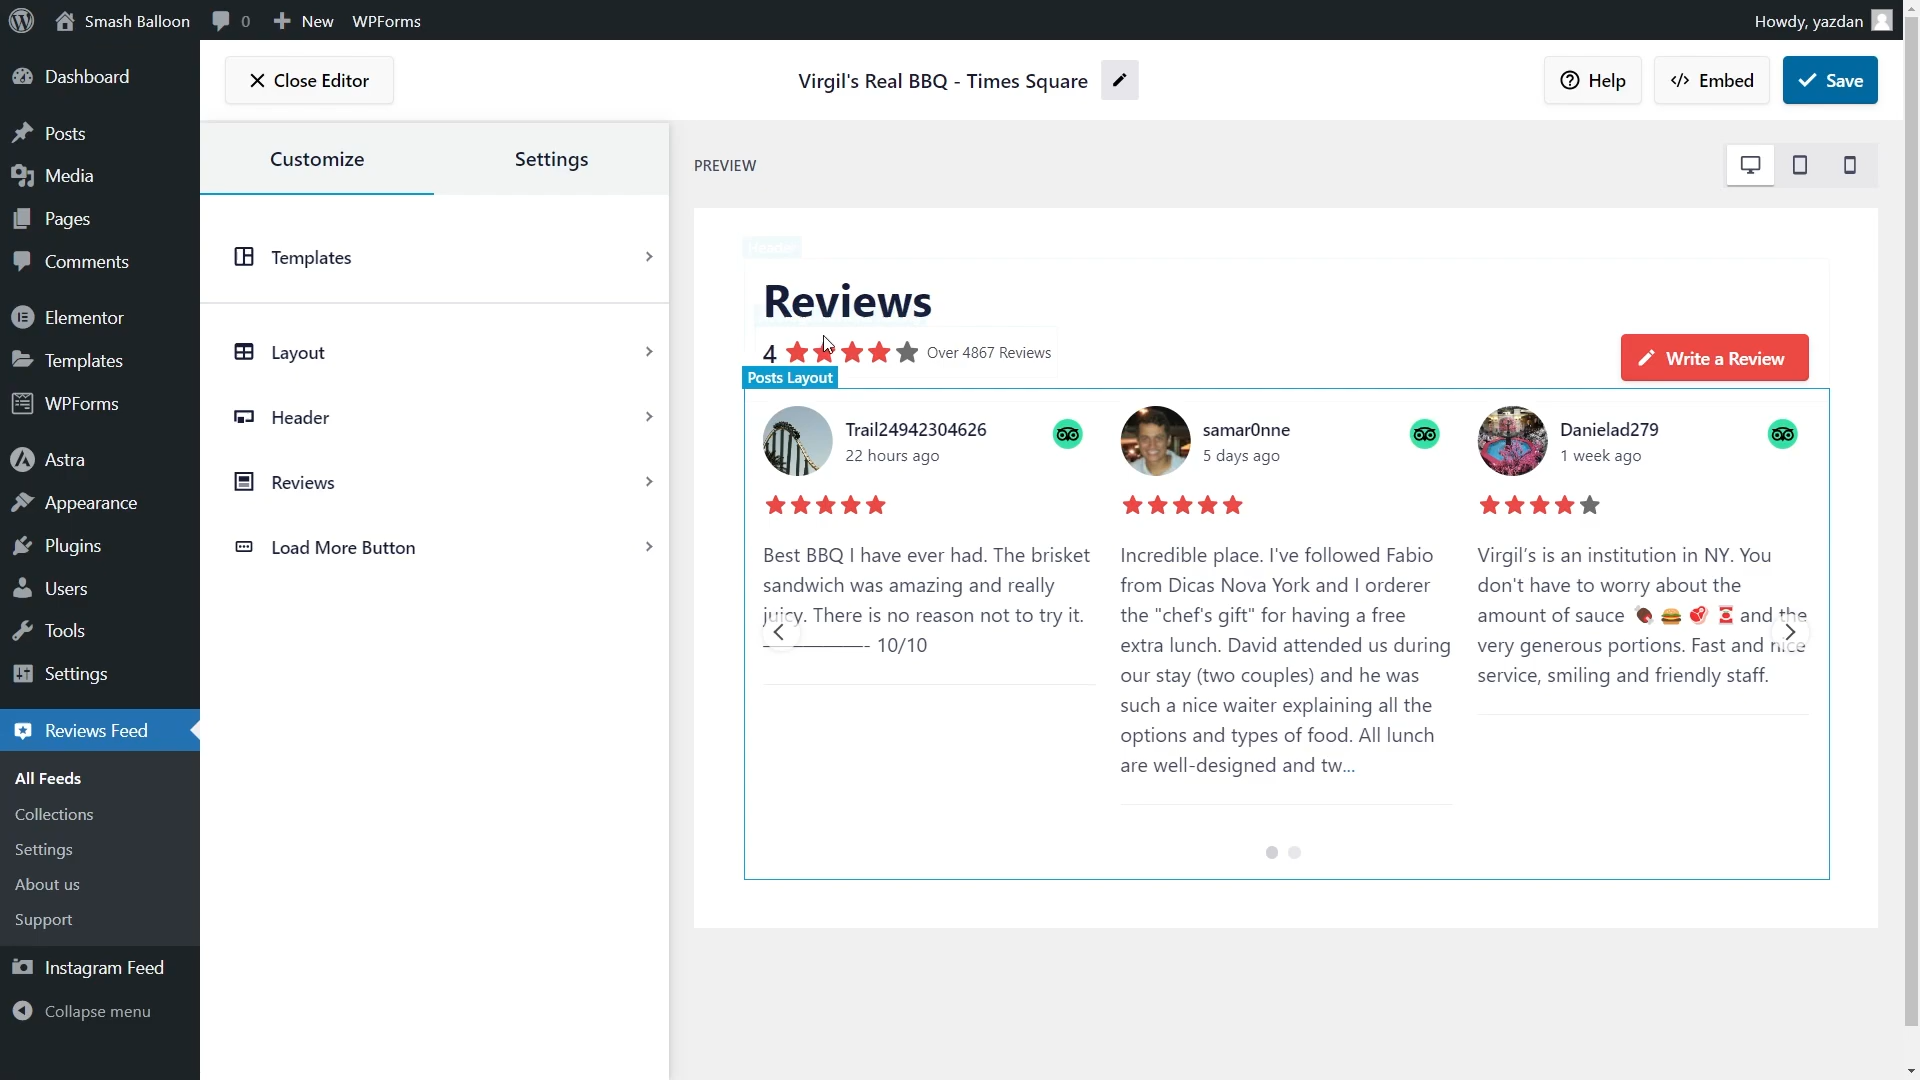 Smash Balloon
0
New
WPForms
Howdy, yazdan
Dashboard
Posts
Media
Pages
Comments
Elementor
Templates
WPForms
Astra
Appearance
Plugins
Users
Tools
Settings
Reviews Feed
All Feeds
Collections
Settings
About us
Support
Instagram Feed
Collapse menu
Close Editor
Virgil's Real BBQ - Times Square
Help
Embed
Save
Customize
Settings
Templates
Layout
Header
Reviews
Load More Button
PREVIEW
Header
Reviews
4
Over 4867 Reviews
Write a Review
Posts Layout
Trail24942304626
22 hours ago
Best BBQ I have ever had. The brisket
sandwich was amazing and really
juicy. There is no reason not to try it.
—————- 10/10
samar0nne
5 days ago
Incredible place. I've followed Fabio
from Dicas Nova York and I orderer
the "chef's gift" for having a free
extra lunch. David attended us during
our stay (two couples) and he was
such a nice waiter explaining all the
options and types of food. All lunch
are well-designed and tw...
Danielad279
1 week ago
Virgil's is an institution in NY. You
don't have to worry about the
amount of sauce 🍖 🍔 🥩 🥫 and the
very generous portions. Fast and nice
service, smiling and friendly staff.